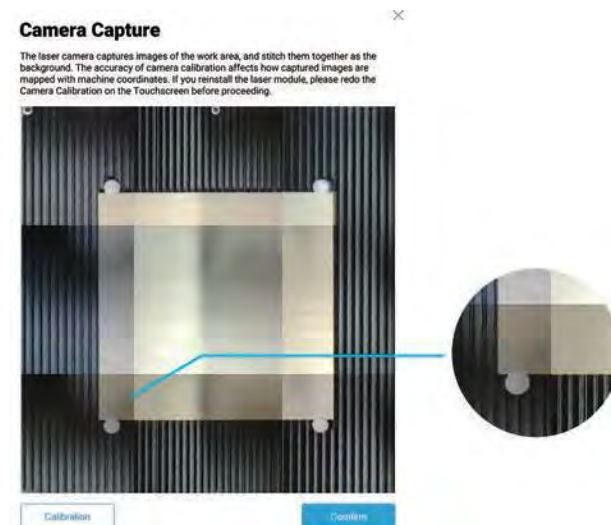 Camera Capture
The laser camera captures images of the work area, and stitch them together as the
background. The accuracy of camera calibration affects how captured images are
mapped with machine coordinates. If you reinstall the laser module, please redo the
Camera Calibration on the Touchscreen before proceeding.
Calibration
Confirm